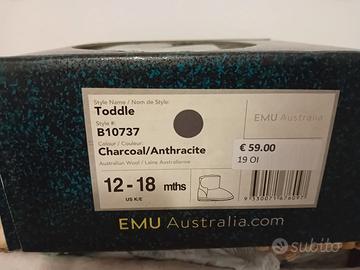 Style Name / Nom de Style:
Toddle
Style #:
B10737
Colour / Couleur:
Charcoal/Anthracite
Australian Wool / Laine Australienne
12-18 mths
US K/E
EMU Australia
€ 59.00
19 OI
9330071676097
EMU Australia.com
subito